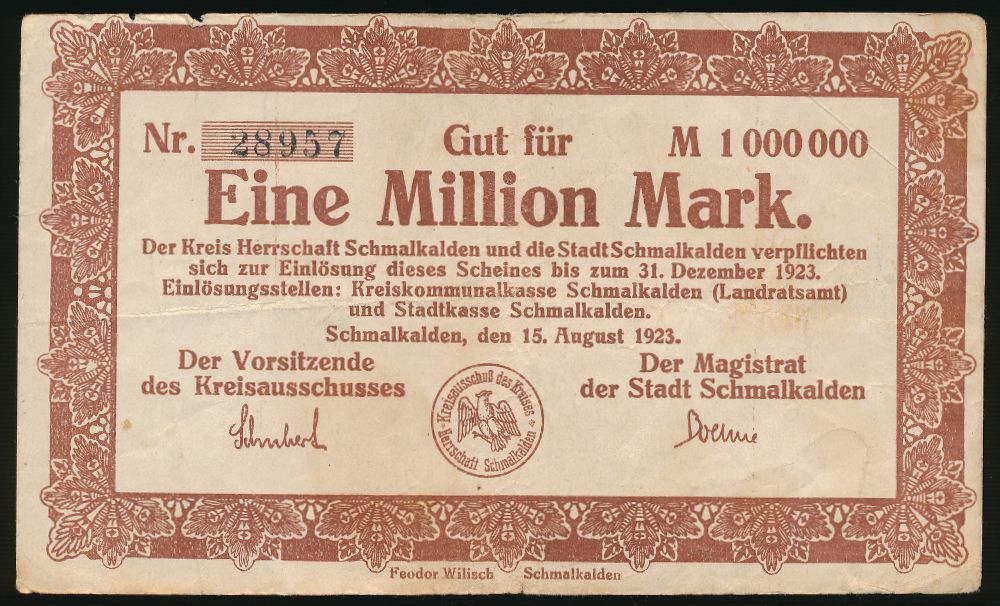 Nr. 28957 Gut für M 1 000 000
Eine Million Mark.
Der Kreis Herrschaft Schmalkalden und die Stadt Schmalkalden verpflichten
sich zur Einlösung dieses Scheines bis zum 31. Dezember 1923.
Einlösungsstellen: Kreiskommunalkasse Schmalkalden (Landratsamt)
und Stadtkasse Schmalkalden.
Schmalkalden, den 15. August 1923.
Der Vorsitzende
des Kreisausschusses
Der Magistrat
der Stadt Schmalkalden
Kreisausschuß des Kreises
Herrschaft Schmalkalden
Feodor Wilisch Schmalkalden